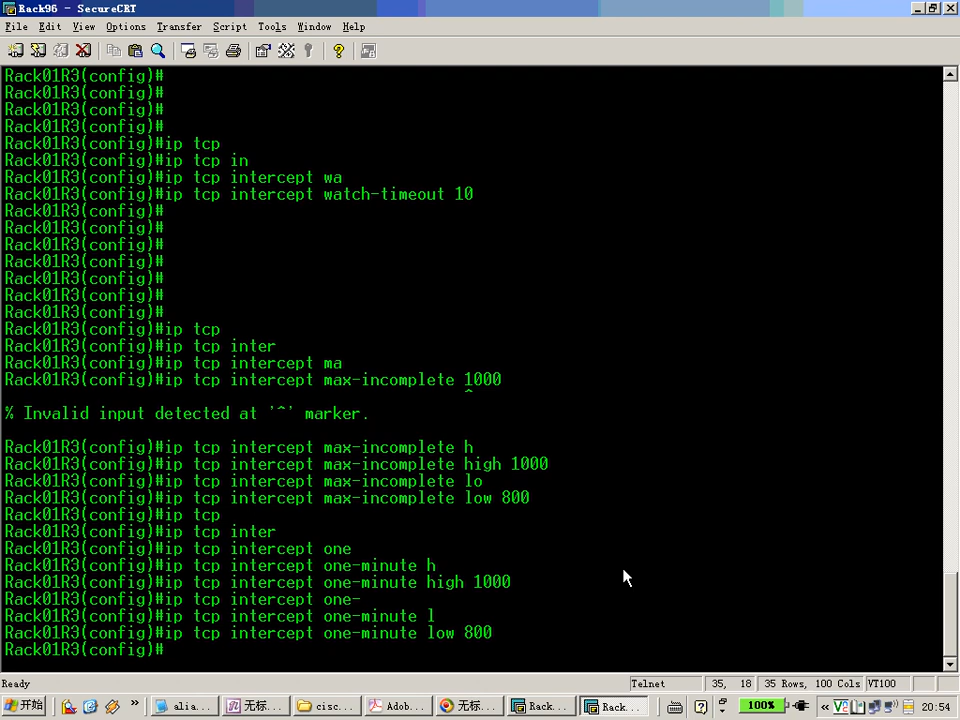 Rack96 - SecureCRT
File Edit View Options Transfer Script Tools Window Help
Rack01R3(config)#
Rack01R3(config)#
Rack01R3(config)#
Rack01R3(config)#
Rack01R3(config)#ip tcp
Rack01R3(config)#ip tcp in
Rack01R3(config)#ip tcp intercept wa
Rack01R3(config)#ip tcp intercept watch-timeout 10
Rack01R3(config)#
Rack01R3(config)#
Rack01R3(config)#
Rack01R3(config)#
Rack01R3(config)#
Rack01R3(config)#
Rack01R3(config)#
Rack01R3(config)#ip tcp
Rack01R3(config)#ip tcp inter
Rack01R3(config)#ip tcp intercept ma
Rack01R3(config)#ip tcp intercept max-incomplete 1000
^
% Invalid input detected at '^' marker.
Rack01R3(config)#ip tcp intercept max-incomplete h
Rack01R3(config)#ip tcp intercept max-incomplete high 1000
Rack01R3(config)#ip tcp intercept max-incomplete lo
Rack01R3(config)#ip tcp intercept max-incomplete low 800
Rack01R3(config)#ip tcp
Rack01R3(config)#ip tcp inter
Rack01R3(config)#ip tcp intercept one
Rack01R3(config)#ip tcp intercept one-minute h
Rack01R3(config)#ip tcp intercept one-minute high 1000
Rack01R3(config)#ip tcp intercept one-
Rack01R3(config)#ip tcp intercept one-minute l
Rack01R3(config)#ip tcp intercept one-minute low 800
Rack01R3(config)#
Ready Telnet 35, 18 35 Rows, 100 Cols VT100
开始 » alia... 无标... cisc... Adob... 无标... Rack... Rack... 100% « 20:54